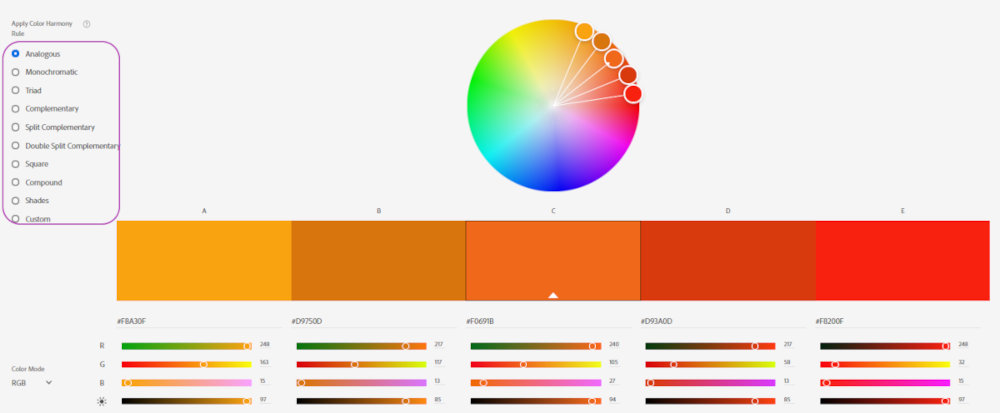 Apply Color Harmony
Rule
Analogous
Monochromatic
Triad
Complementary
Split Complementary
Double Split Complementary
Square
Compound
Shades
Custom
A B C D E
#F8A30F #D9750D #F0691B #D93A0D #F8200F
R 248 217 240 217 248
G 163 117 105 58 32
B 15 13 27 13 15
97 85 94 85 97
Color Mode
RGB